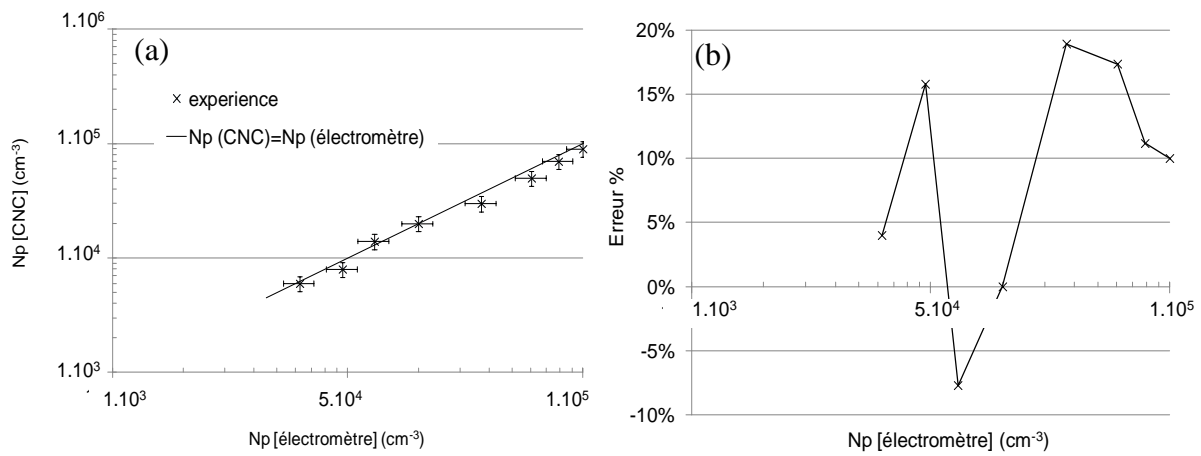 (a)
1.10⁶
1.10⁵
1.10⁴
1.10³
Np [CNC] (cm⁻³)
experience
Np (CNC)=Np (électromètre)
1.10³
5.10⁴
1.10⁵
Np [électromètre] (cm⁻³)
(b)
20%
15%
10%
5%
0%
-5%
-10%
Erreur %
1.10³
5.10⁴
1.10⁵
Np [électromètre] (cm⁻³)